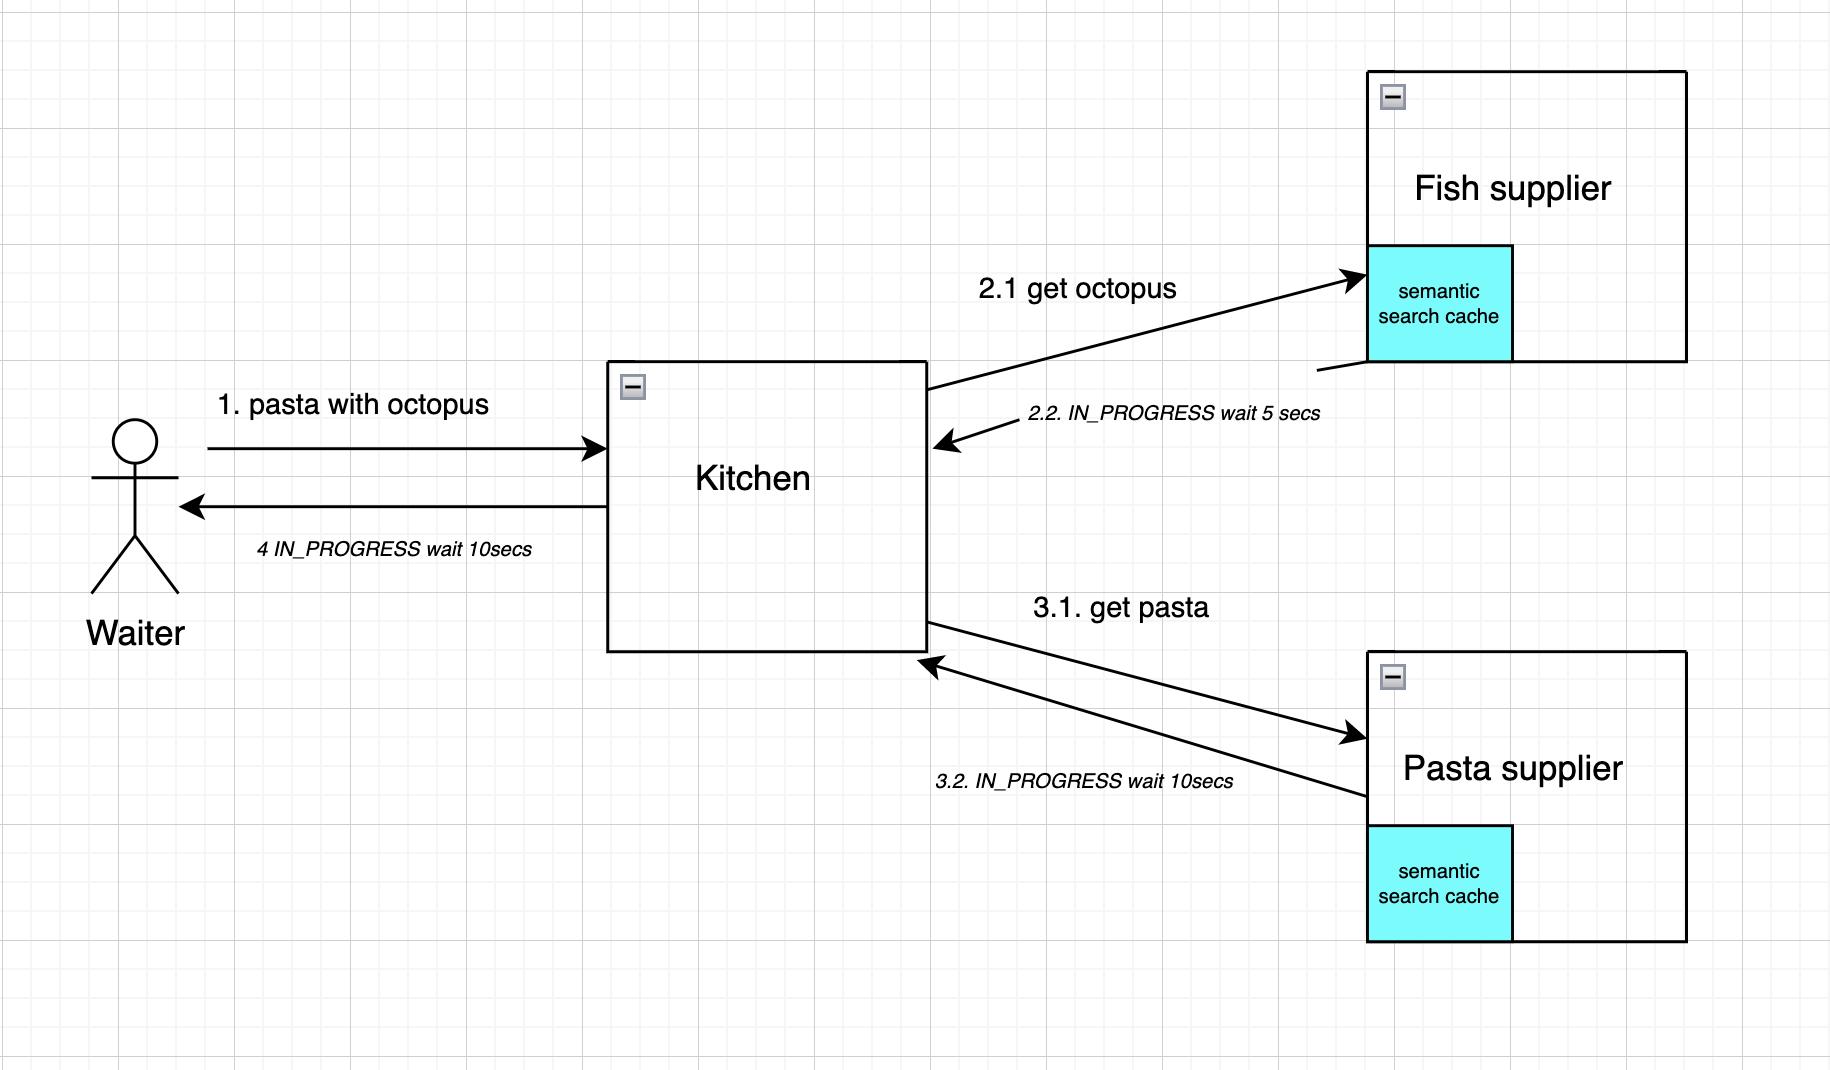 Fish supplier
semantic
search cache
2.1 get octopus
2.2. IN_PROGRESS wait 5 secs
1. pasta with octopus
Kitchen
4 IN_PROGRESS wait 10secs
Waiter
3.1. get pasta
3.2. IN_PROGRESS wait 10secs
Pasta supplier
semantic
search cache